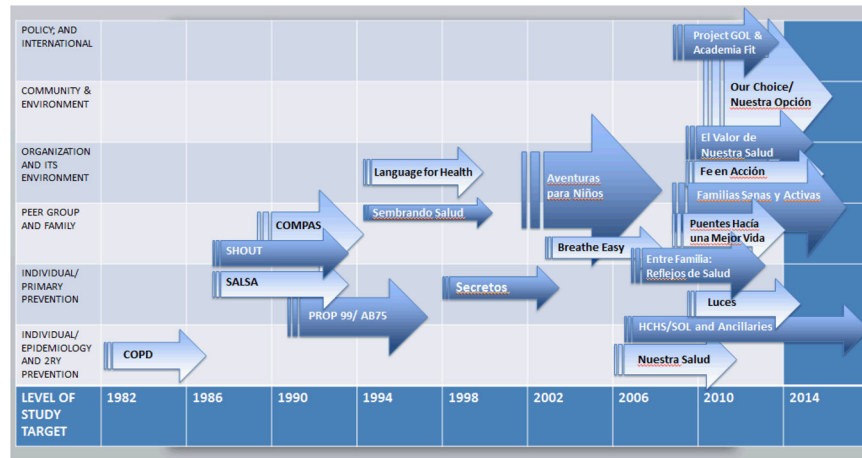 POLICY; AND
INTERNATIONAL
Project GOL &
Academia Fit
COMMUNITY &
ENVIRONMENT
Our Choice/
Nuestra Opción
ORGANIZATION
AND ITS
ENVIRONMENT
Language for Health
Aventuras
para Niños
El Valor de
Nuestra Salud
Fe en Acción
Familias Sanas y Activas
PEER GROUP
AND FAMILY
COMPAS
Sembrando Salud
SHOUT
Breathe Easy
Puentes Hacía
una Mejor Vida
Entre Familia:
Reflejos de Salud
INDIVIDUAL/
PRIMARY
PREVENTION
SALSA
PROP 99/ AB75
Secretos
Luces
HCHS/SOL and Ancillaries
INDIVIDUAL/
EPIDEMIOLOGY
AND 2RY
PREVENTION
COPD
Nuestra Salud
LEVEL OF
STUDY
TARGET
1982 1986 1990 1994 1998 2002 2006 2010 2014